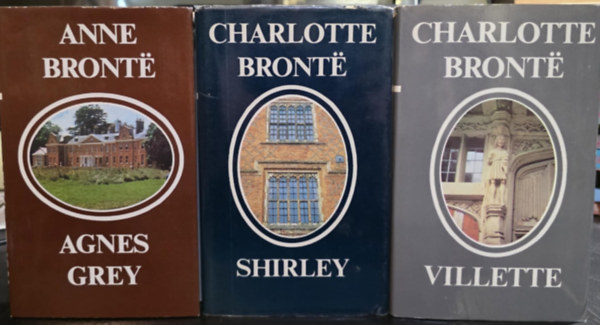 ANNE
BRONTË
AGNES
GREY
CHARLOTTE
BRONTË
SHIRLEY
CHARLOTTE
BRONTË
VILLETTE